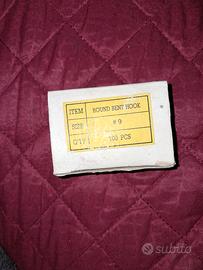 ITEM ROUND BENT HOOK
SIZE # 9
Q'TY 100 PCS
subito